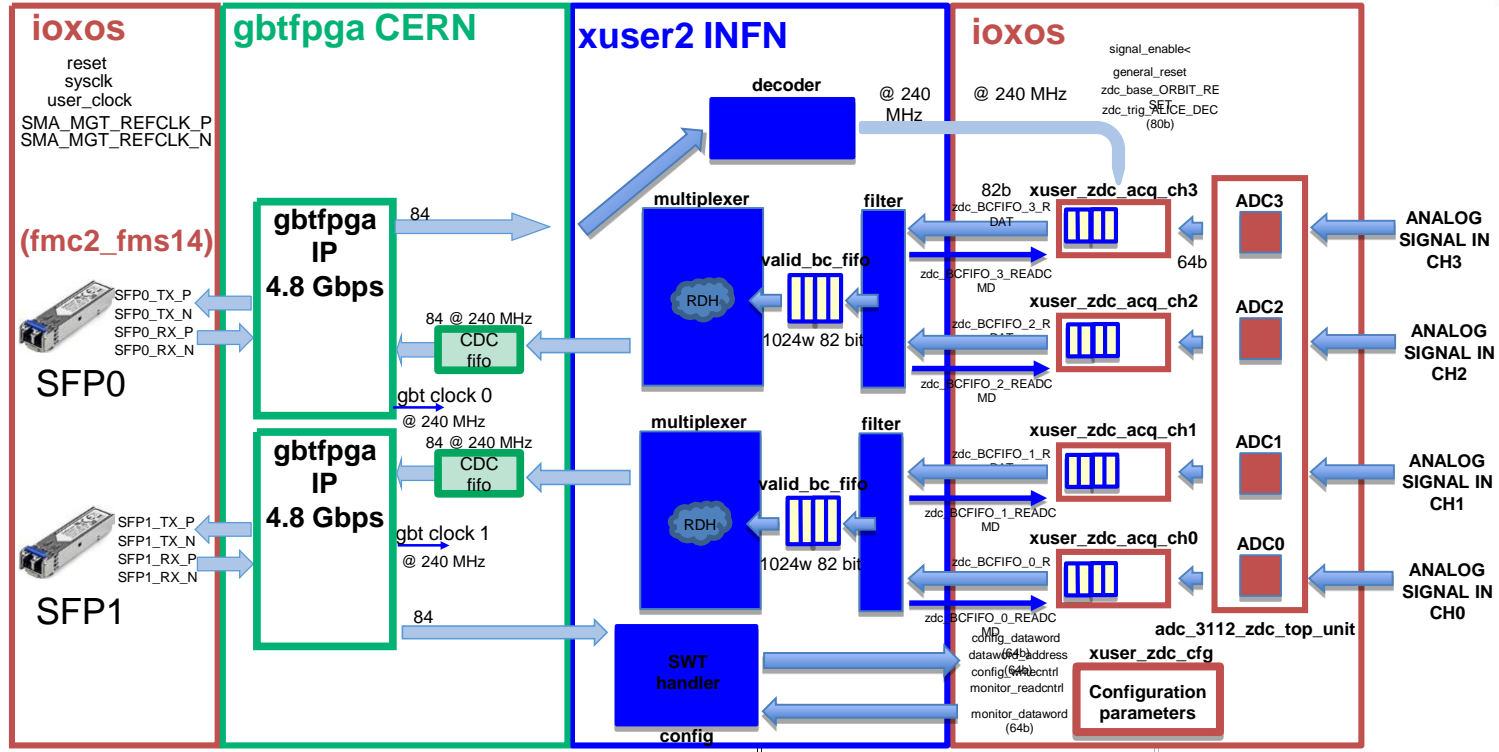 ioxos
reset
sysclk
user_clock
SMA_MGT_REFCLK_P
SMA_MGT_REFCLK_N
(fmc2_fms14)
SFP0_TX_P
SFP0_TX_N
SFP0_RX_P
SFP0_RX_N
SFP0
SFP1_TX_P
SFP1_TX_N
SFP1_RX_P
SFP1_RX_N
SFP1
gbtfpga CERN
gbtfpga
IP
4.8 Gbps
84
84 @ 240 MHz
CDC
fifo
gbt clock 0
@ 240 MHz
gbtfpga
IP
4.8 Gbps
84 @ 240 MHz
CDC
fifo
gbt clock 1
@ 240 MHz
84
xuser2 INFN
decoder
@ 240
MHz
multiplexer
RDH
valid_bc_fifo
1024w 82 bit
filter
multiplexer
RDH
valid_bc_fifo
1024w 82 bit
filter
SWT
handler
config
ioxos
@ 240 MHz
signal_enable<
general_reset
zdc_base_ORBIT_RE
SET
zdc_trig_ALICE_DEC
(80b)
82b
xuser_zdc_acq_ch3
zdc_BCFIFO_3_R
DAT
zdc_BCFIFO_3_READC
MD
64b
xuser_zdc_acq_ch2
zdc_BCFIFO_2_R
DAT
zdc_BCFIFO_2_READC
MD
xuser_zdc_acq_ch1
zdc_BCFIFO_1_R
DAT
zdc_BCFIFO_1_READC
MD
xuser_zdc_acq_ch0
zdc_BCFIFO_0_R
zdc_BCFIFO_0_READC
MD
config_dataword
(64b)
dataword_address
(64b)
config_writecntrl
monitor_readcntrl
monitor_dataword
(64b)
ADC3
ADC2
ADC1
ADC0
adc_3112_zdc_top_unit
xuser_zdc_cfg
Configuration
parameters
ANALOG
SIGNAL IN
CH3
ANALOG
SIGNAL IN
CH2
ANALOG
SIGNAL IN
CH1
ANALOG
SIGNAL IN
CH0